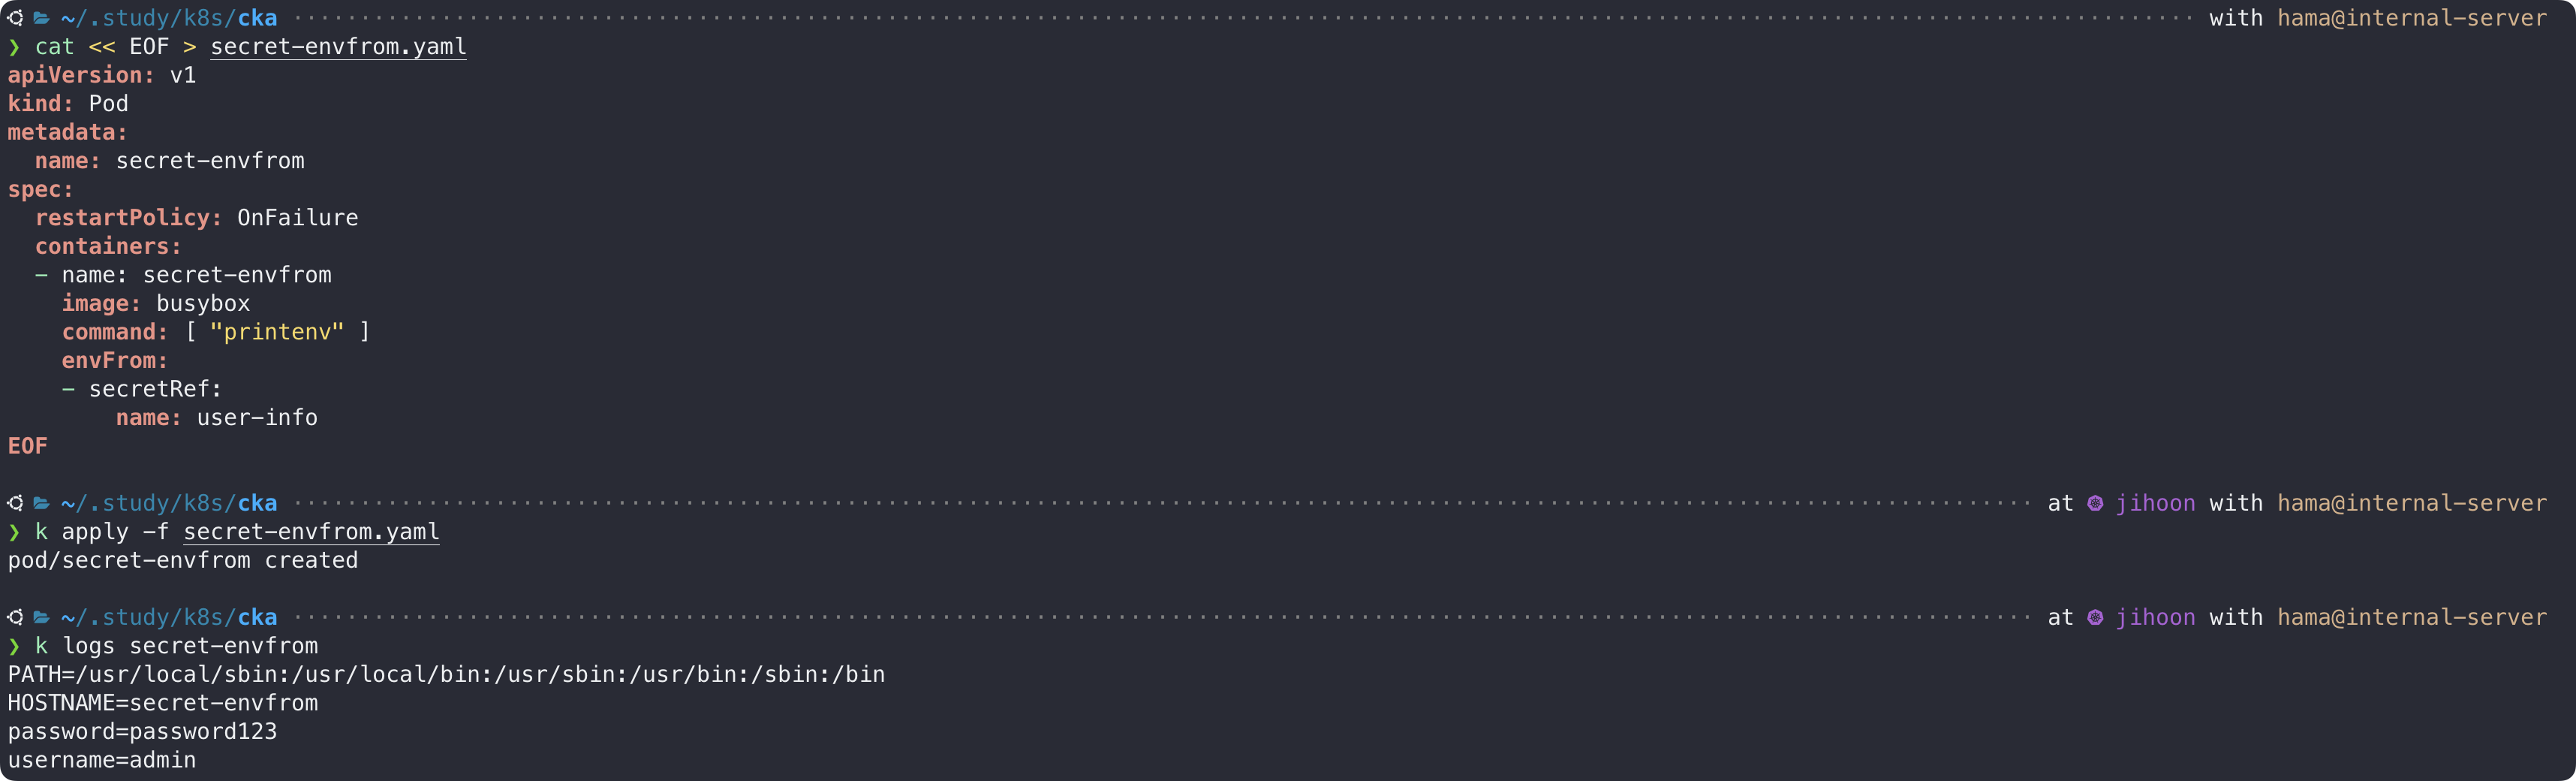 ~/.study/k8s/cka with hama@internal-server
❯ cat << EOF > secret-envfrom.yaml
apiVersion: v1
kind: Pod
metadata:
  name: secret-envfrom
spec:
  restartPolicy: OnFailure
  containers:
  - name: secret-envfrom
    image: busybox
    command: [ "printenv" ]
    envFrom:
    - secretRef:
        name: user-info
EOF
~/.study/k8s/cka at jihoon with hama@internal-server
❯ k apply -f secret-envfrom.yaml
pod/secret-envfrom created
~/.study/k8s/cka at jihoon with hama@internal-server
❯ k logs secret-envfrom
PATH=/usr/local/sbin:/usr/local/bin:/usr/sbin:/usr/bin:/sbin:/bin
HOSTNAME=secret-envfrom
password=password123
username=admin